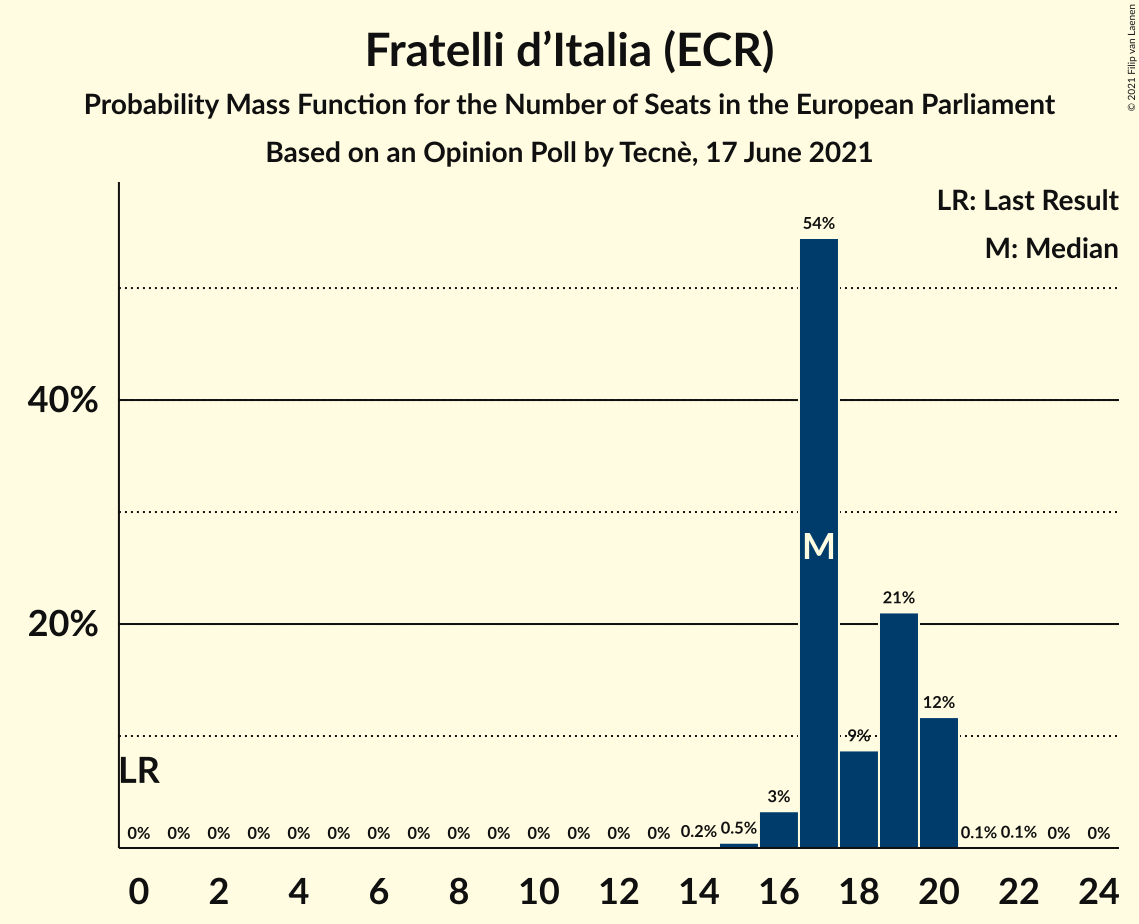 Fratelli d’Italia (ECR)
Probability Mass Function for the Number of Seats in the European Parliament
Based on an Opinion Poll by Tecnè, 17 June 2021
© 2021 Filip van Laenen
LR: Last Result
M: Median
54%
40%
M
21%
20%
12%
9%
LR
3%
0% 0% 0% 0% 0% 0% 0% 0% 0% 0% 0% 0% 0% 0% 0.2% 0.5% 0.1% 0.1% 0% 0%
0 2 4 6 8 10 12 14 16 18 20 22 24